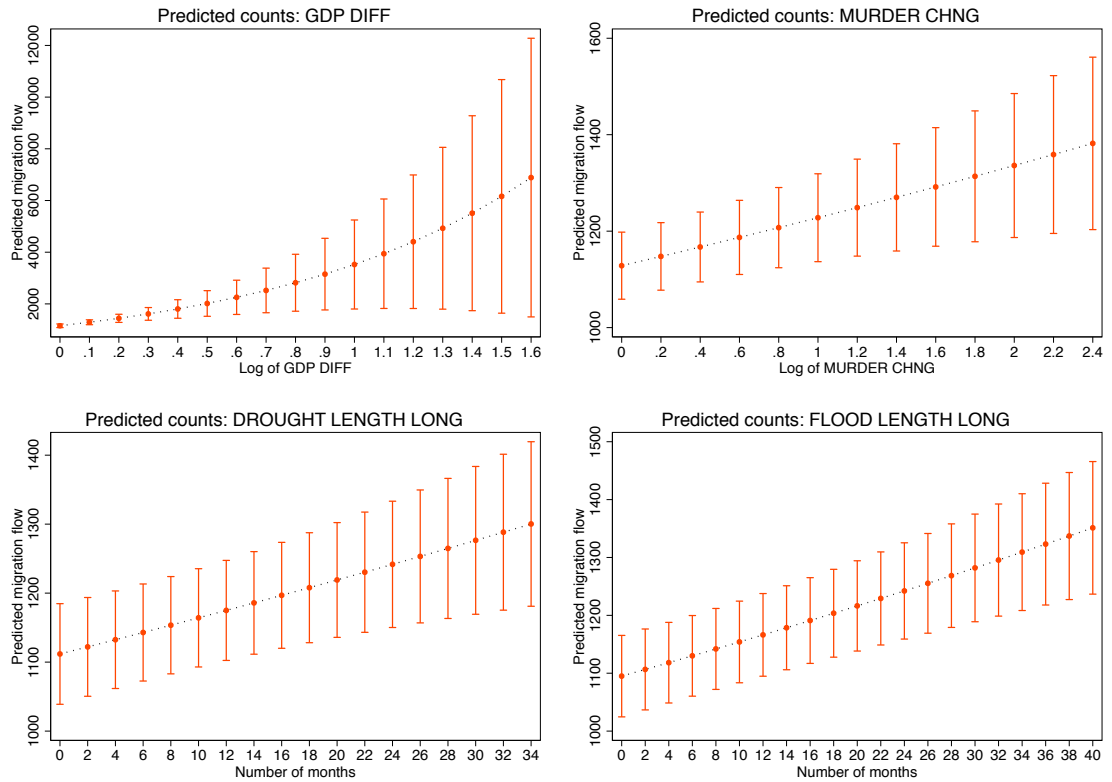 Predicted counts: GDP DIFF
Predicted migration flow
2000 4000 6000 8000 10000 12000
0 .1 .2 .3 .4 .5 .6 .7 .8 .9 1 1.1 1.2 1.3 1.4 1.5 1.6
Log of GDP DIFF
Predicted counts: MURDER CHNG
Predicted migration flow
1000 1200 1400 1600
0 .2 .4 .6 .8 1 1.2 1.4 1.6 1.8 2 2.2 2.4
Log of MURDER CHNG
Predicted counts: DROUGHT LENGTH LONG
Predicted migration flow
1000 1100 1200 1300 1400
0 2 4 6 8 10 12 14 16 18 20 22 24 26 28 30 32 34
Number of months
Predicted counts: FLOOD LENGTH LONG
Predicted migration flow
1000 1100 1200 1300 1400 1500
0 2 4 6 8 10 12 14 16 18 20 22 24 26 28 30 32 34 36 38 40
Number of months